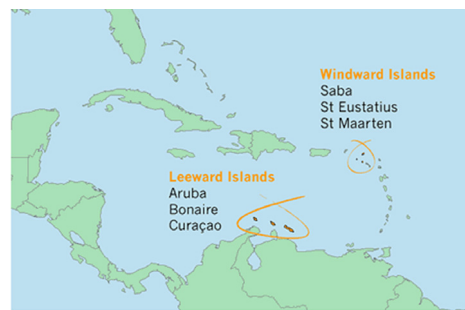 Windward Islands
Saba
St Eustatius
St Maarten
Leeward Islands
Aruba
Bonaire
Curaçao